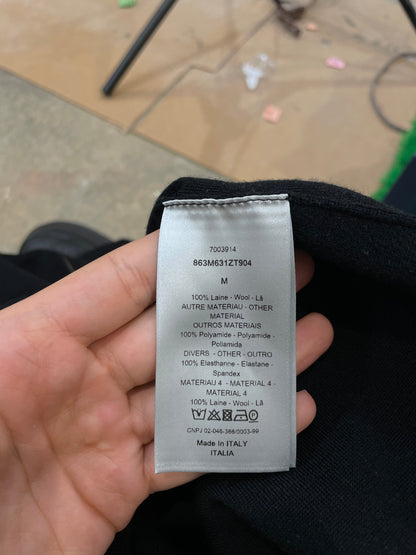 7003914
863M631ZT904
M
100% Laine - Wool - Lã
AUTRE MATERIAU - OTHER
MATERIAL
OUTROS MATERIAIS
100% Polyamide - Polyamide -
Poliamida
DIVERS - OTHER - OUTRO
100% Elasthanne - Elastane -
Spandex
MATERIAU 4 - MATERIAL 4 -
MATERIAL 4
100% Laine - Wool - Lã
CNPJ 02-046-386/0003-99
Made In ITALY
ITALIA